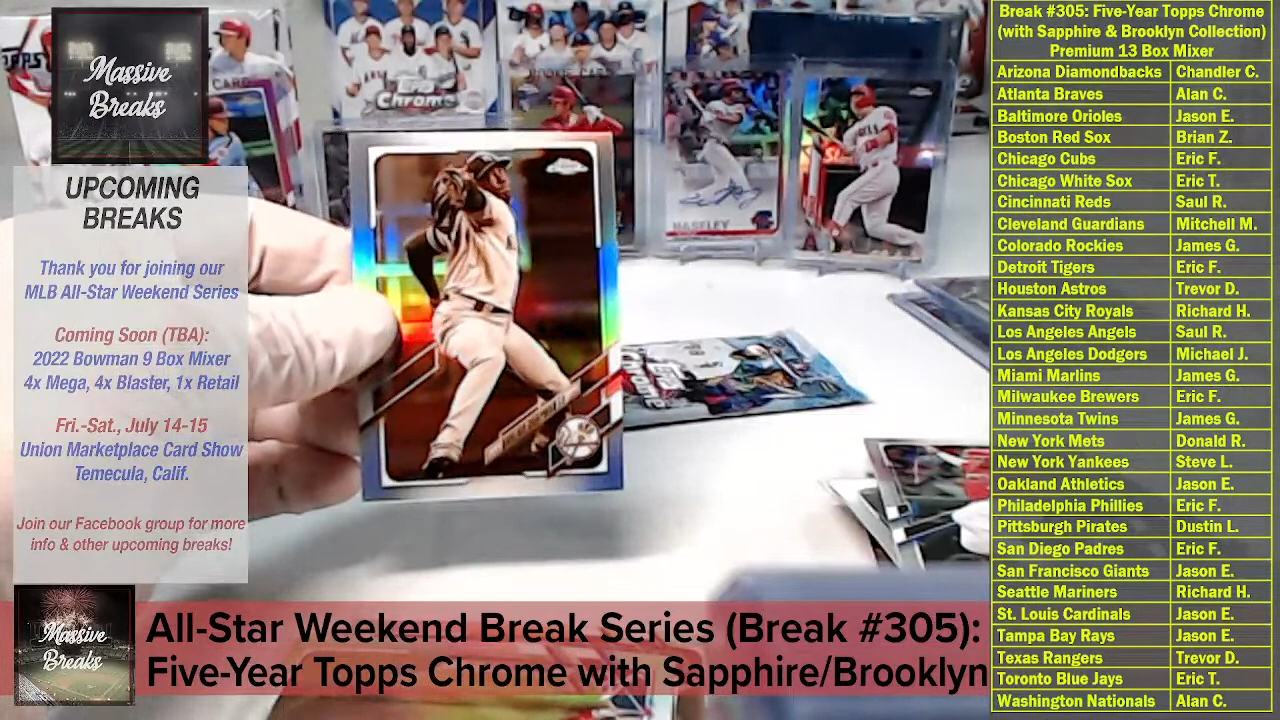 Massive
Breaks
UPCOMING
BREAKS
Thank you for joining our
MLB All-Star Weekend Series
Coming Soon (TBA):
2022 Bowman 9 Box Mixer
4x Mega, 4x Blaster, 1x Retail
Fri.-Sat., July 14-15
Union Marketplace Card Show
Temecula, Calif.
Join our Facebook group for more
info & other upcoming breaks!
Chrome
HASELEY
Massive
Breaks
All-Star Weekend Break Series (Break #305):
Five-Year Topps Chrome with Sapphire/Brooklyn
Break #305: Five-Year Topps Chrome
(with Sapphire & Brooklyn Collection)
Premium 13 Box Mixer
Arizona Diamondbacks Chandler C.
Atlanta Braves Alan C.
Baltimore Orioles Jason E.
Boston Red Sox Brian Z.
Chicago Cubs Eric F.
Chicago White Sox Eric T.
Cincinnati Reds Saul R.
Cleveland Guardians Mitchell M.
Colorado Rockies James G.
Detroit Tigers Eric F.
Houston Astros Trevor D.
Kansas City Royals Richard H.
Los Angeles Angels Saul R.
Los Angeles Dodgers Michael J.
Miami Marlins James G.
Milwaukee Brewers Eric F.
Minnesota Twins James G.
New York Mets Donald R.
New York Yankees Steve L.
Oakland Athletics Jason E.
Philadelphia Phillies Eric F.
Pittsburgh Pirates Dustin L.
San Diego Padres Eric F.
San Francisco Giants Jason E.
Seattle Mariners Richard H.
St. Louis Cardinals Jason E.
Tampa Bay Rays Jason E.
Texas Rangers Trevor D.
Toronto Blue Jays Eric T.
Washington Nationals Alan C.